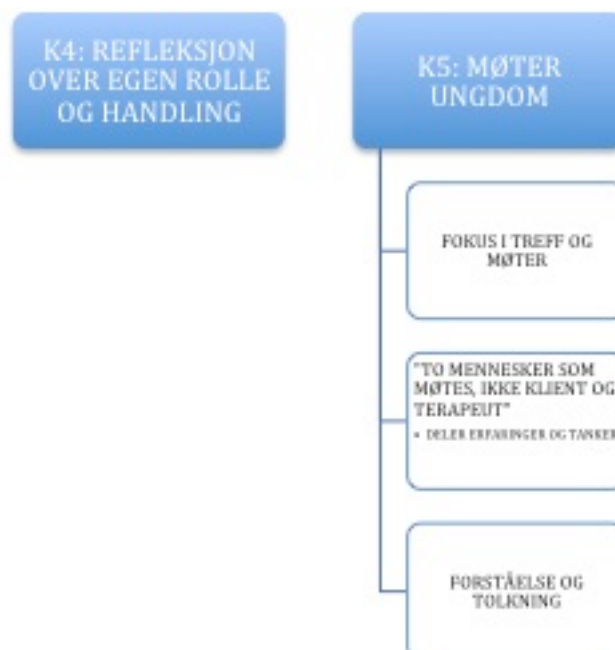 K4: REFLEKSJON
OVER EGEN ROLLE
OG HANDLING
K5: MØTER
UNGDOM
FOKUS I TREFF OG
MØTER
"TO MENNESKER SOM
MØTES, IKKE KLIENT OG
TERAPEUT"
• DELER ERFARINGER OG TANKER
FORSTÅELSE OG
TOLKNING